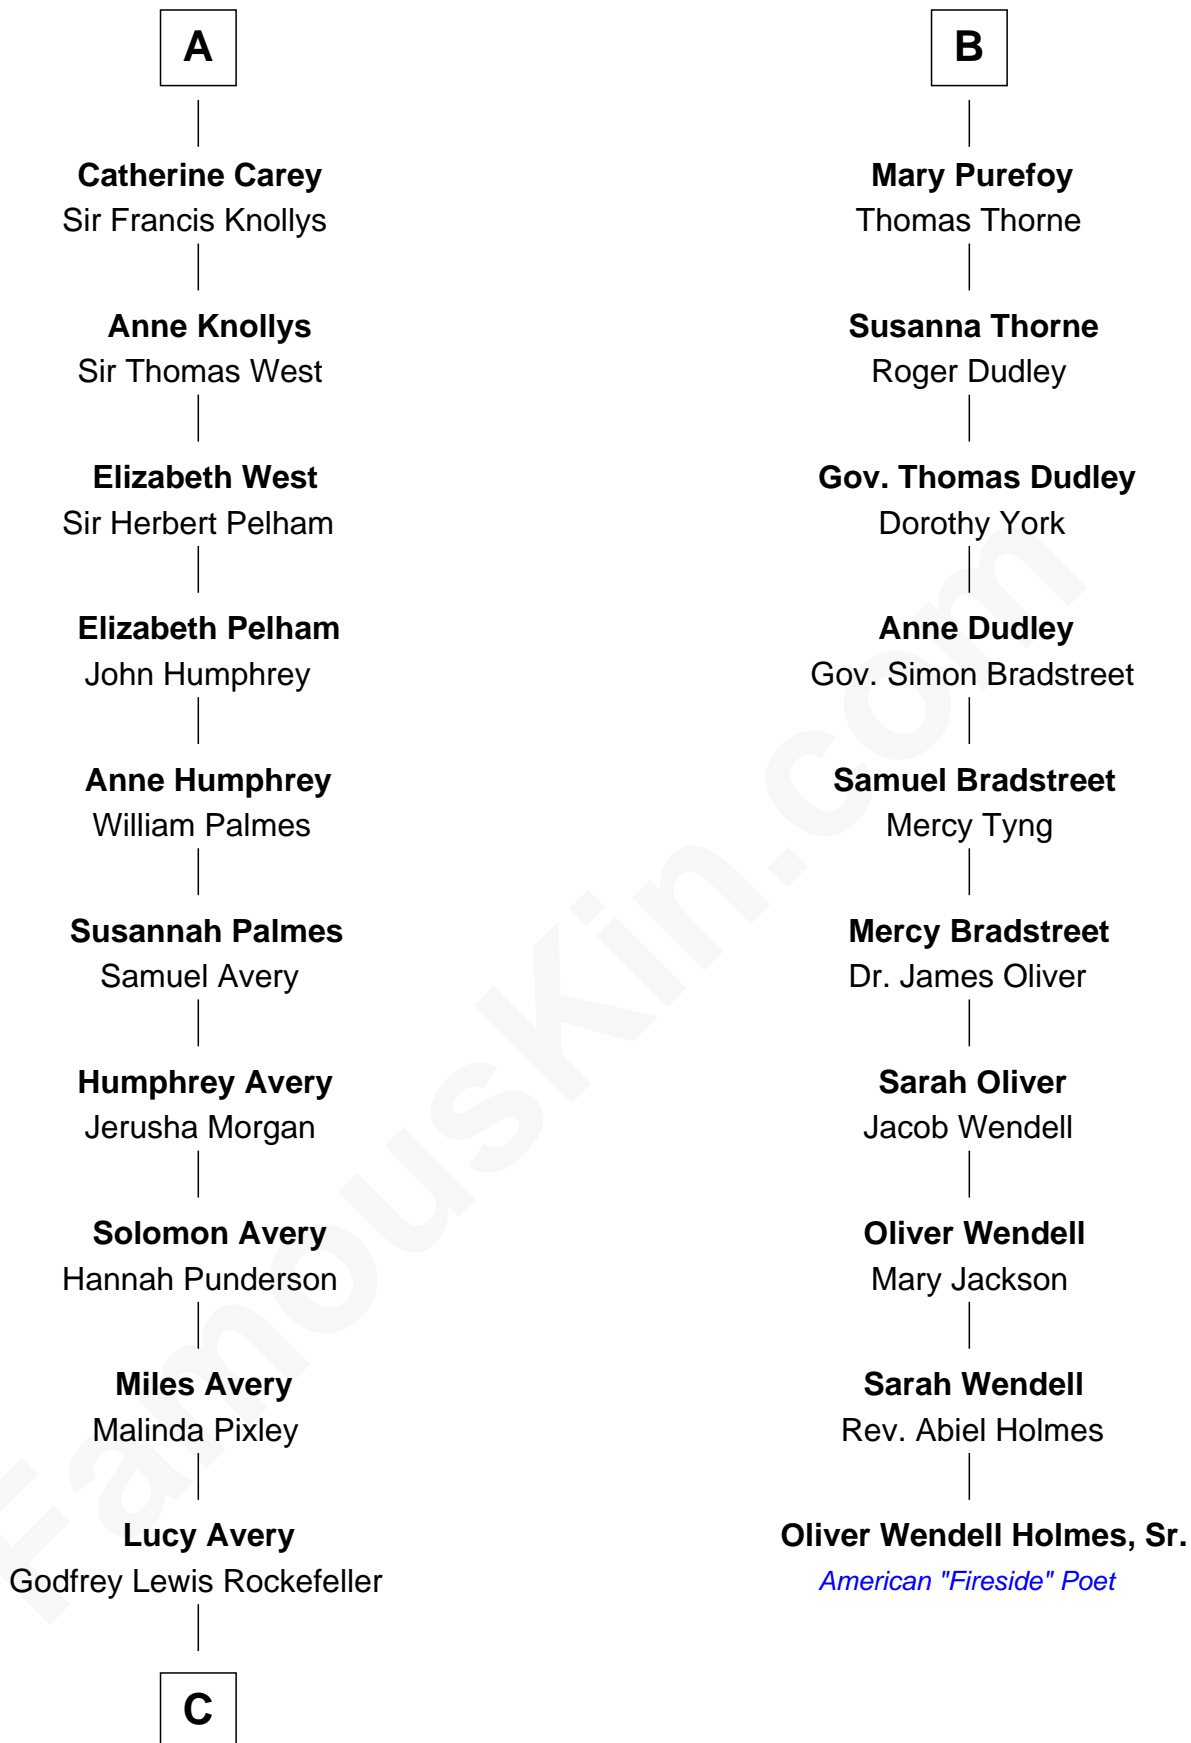 A
Catherine Carey
Sir Francis Knollys
Anne Knollys
Sir Thomas West
Elizabeth West
Sir Herbert Pelham
Elizabeth Pelham
John Humphrey
Anne Humphrey
William Palmes
Susannah Palmes
Samuel Avery
Humphrey Avery
Jerusha Morgan
Solomon Avery
Hannah Punderson
Miles Avery
Malinda Pixley
Lucy Avery
Godfrey Lewis Rockefeller
C
B
Mary Purefoy
Thomas Thorne
Susanna Thorne
Roger Dudley
Gov. Thomas Dudley
Dorothy York
Anne Dudley
Gov. Simon Bradstreet
Samuel Bradstreet
Mercy Tyng
Mercy Bradstreet
Dr. James Oliver
Sarah Oliver
Jacob Wendell
Oliver Wendell
Mary Jackson
Sarah Wendell
Rev. Abiel Holmes
Oliver Wendell Holmes, Sr.
American "Fireside" Poet
FamousKin.com